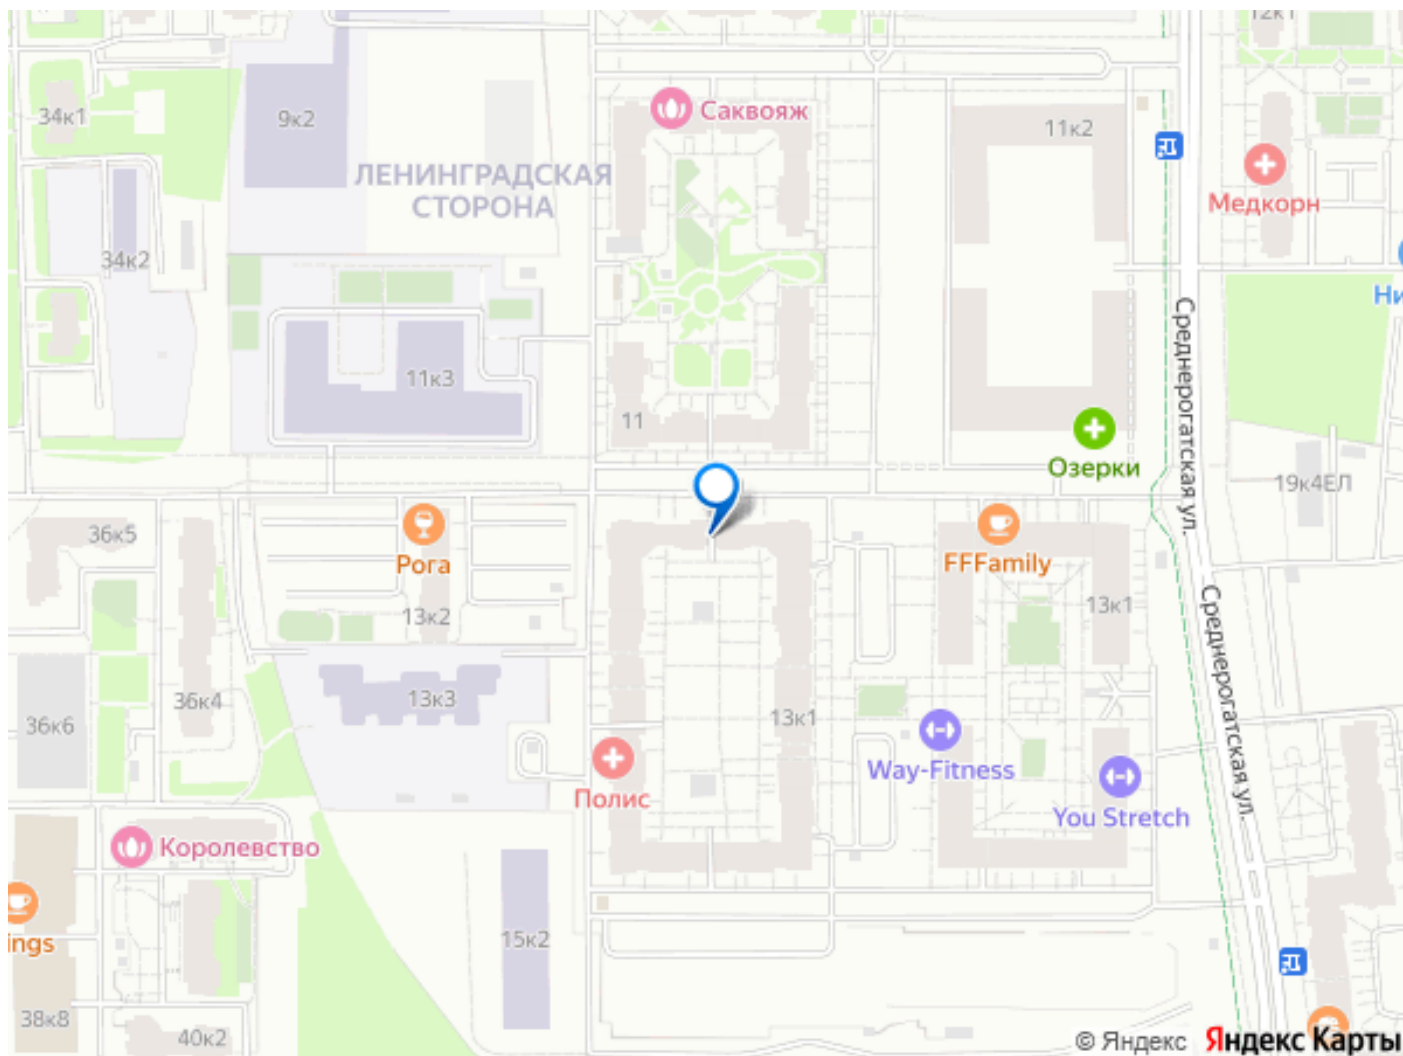 12к1
34к1
9к2
Саквояж
11к2
ЛЕНИНГРАДСКАЯ
СТОРОНА
Медкорн
34к2
Ни
Среднерогатская ул.
11к3
11
Озерки
19к4ЕЛ
36к5
Рога
FFFamily
13к2
13к1
Среднерогатская ул.
36к4
13к3
36к6
13к1
Way-Fitness
Полис
You Stretch
Королевство
ings
15к2
38к8
40к2
© Яндекс Яндекс Карты